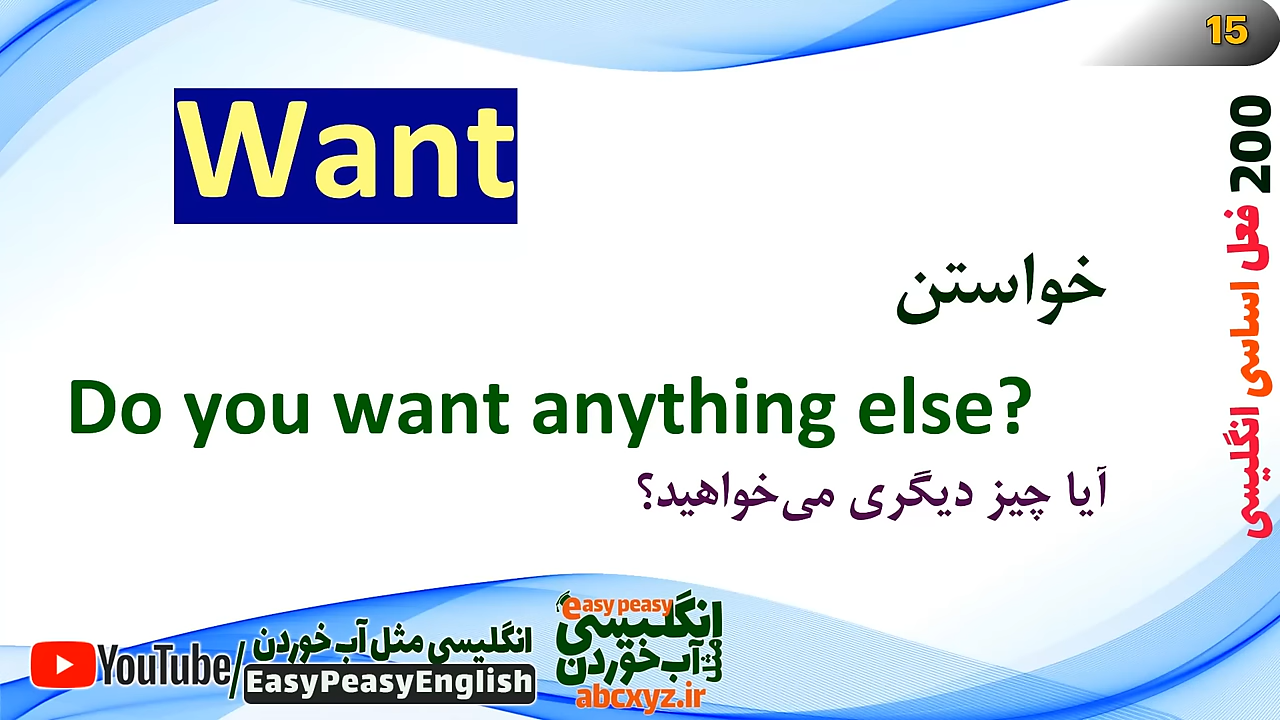 15
Want
خواستن
Do you want anything else?
آیا چیز دیگری می‌خواهید؟
200 فعل اساسی انگلیسی
YouTube/
انگلیسی مثل آب خوردن
EasyPeasyEnglish
easy peasy
انگلیسی
مثل آب خوردن
abcxyz.ir